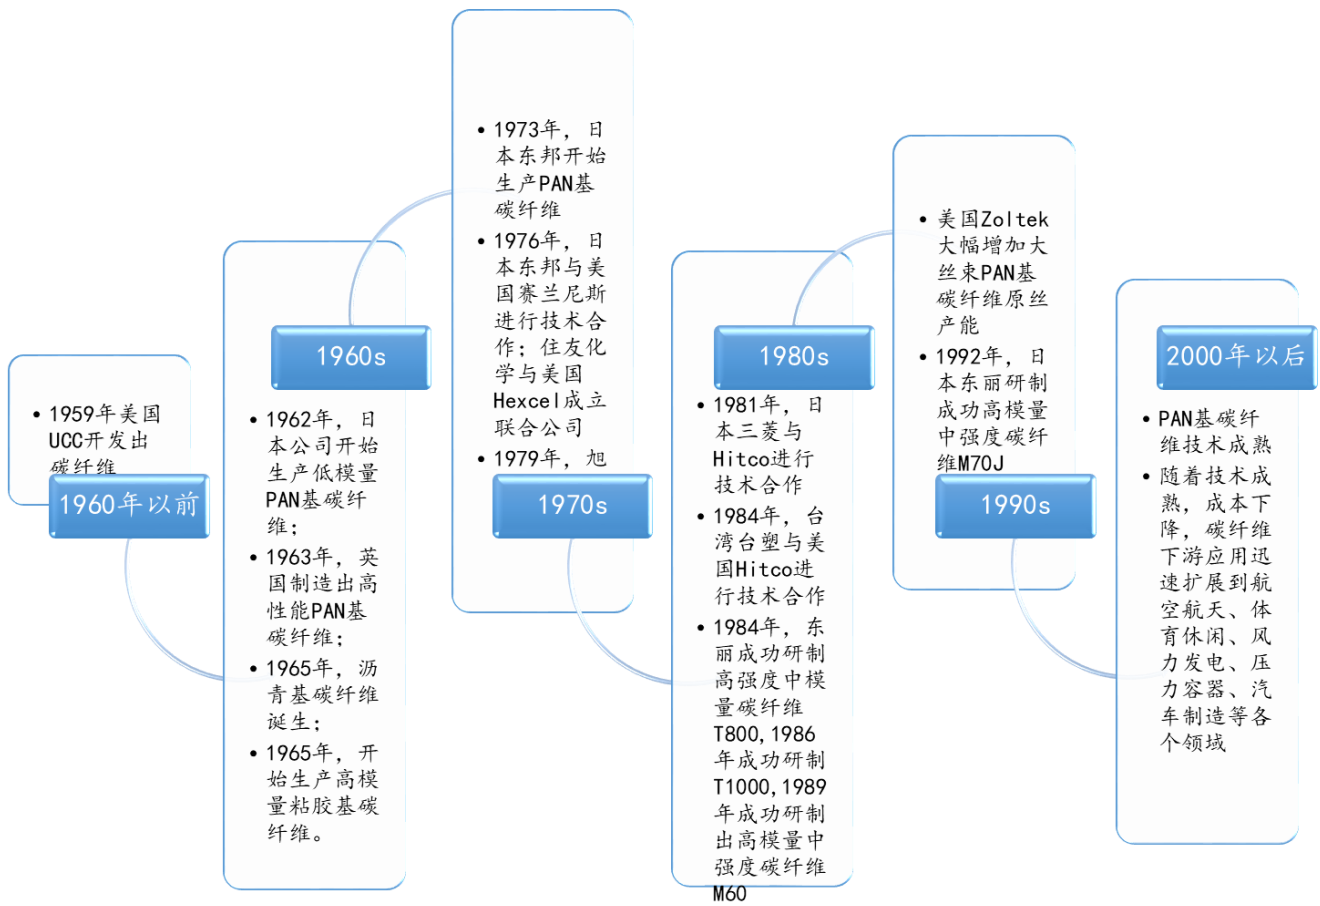 • 1959年美国
UCC开发出
碳纤维
1960年以前
1960s
• 1962年，日
本公司开始
生产低模量
PAN基碳纤
维；
• 1963年，英
国制造出高
性能PAN基
碳纤维；
• 1965年，沥
青基碳纤维
诞生；
• 1965年，开
始生产高模
量粘胶基碳
纤维。
• 1973年，日
本东邦开始
生产PAN基
碳纤维
• 1976年，日
本东邦与美
国赛兰尼斯
进行技术合
作；住友化
学与美国
Hexcel成立
联合公司
• 1979年，旭
1970s
1980s
• 1981年，日
本三菱与
Hitco进行
技术合作
• 1984年，台
湾台塑与美
国Hitco进
行技术合作
• 1984年，东
丽成功研制
高强度中模
量碳纤维
T800,1986
年成功研制
T1000,1989
年成功研制
出高模量中
强度碳纤维
M60
• 美国Zoltek
大幅增加大
丝束PAN基
碳纤维原丝
产能
• 1992年，日
本东丽研制
成功高模量
中强度碳纤
维M70J
1990s
2000年以后
• PAN基碳纤
维技术成熟
• 随着技术成
熟，成本下
降，碳纤维
下游应用迅
速扩展到航
空航天、体
育休闲、风
力发电、压
力容器、汽
车制造等各
个领域